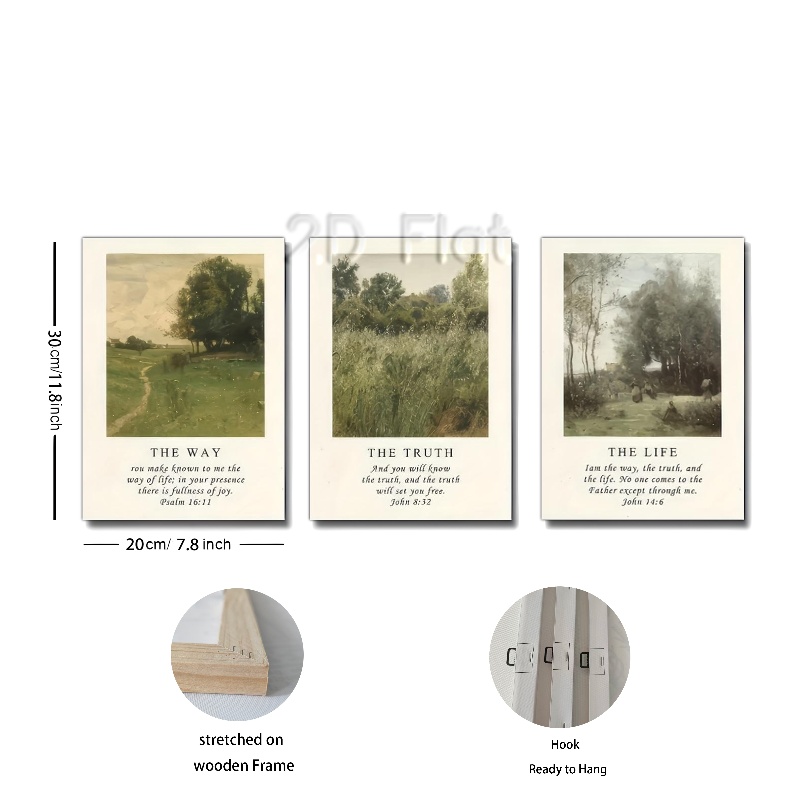 2D Flat
30cm/11.8inch
THE WAY
rou make known to me the
way of life; in your presence
there is fullness of joy.
Psalm 16:11
THE TRUTH
And you will know
the truth, and the truth
will set you free.
John 8:32
THE LIFE
Iam the way, the truth, and
the life. No one comes to the
Father except through me.
John 14:6
20cm/ 7.8 inch
stretched on
wooden Frame
Hook
Ready to Hang